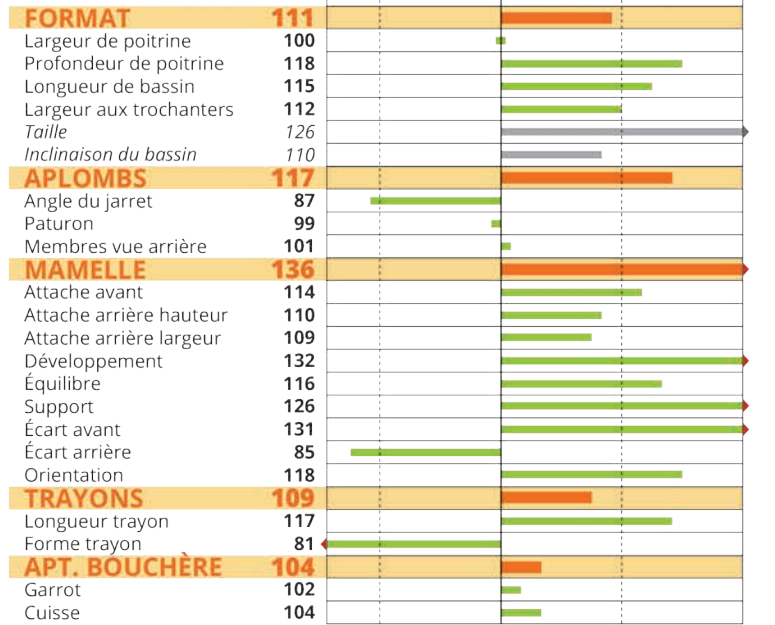 FORMAT 111
Largeur de poitrine 100
Profondeur de poitrine 118
Longueur de bassin 115
Largeur aux trochanters 112
Taille 126
Inclinaison du bassin 110
APLOMBS 117
Angle du jarret 87
Paturon 99
Membres vue arrière 101
MAMELLE 136
Attache avant 114
Attache arrière hauteur 110
Attache arrière largeur 109
Développement 132
Équilibre 116
Support 126
Écart avant 131
Écart arrière 85
Orientation 118
TRAYONS 109
Longueur trayon 117
Forme trayon 81
APT. BOUCHÈRE 104
Garrot 102
Cuisse 104